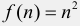 f(n) = n²